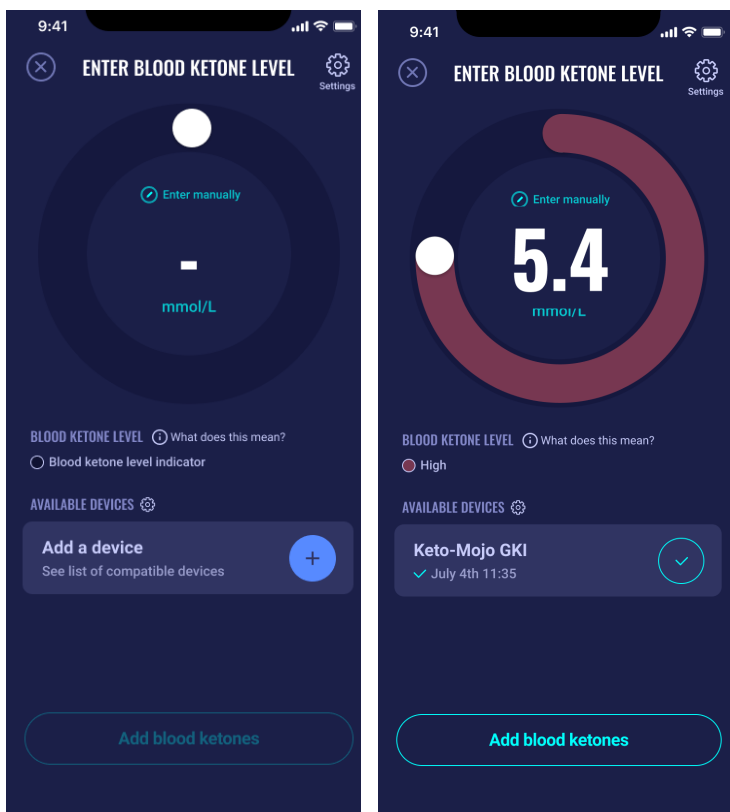 9:41
ENTER BLOOD KETONE LEVEL
Settings
Enter manually
-
mmol/L
BLOOD KETONE LEVEL What does this mean?
Blood ketone level indicator
AVAILABLE DEVICES
Add a device
See list of compatible devices
Add blood ketones
9:41
ENTER BLOOD KETONE LEVEL
Settings
Enter manually
5.4
mmol/L
BLOOD KETONE LEVEL What does this mean?
High
AVAILABLE DEVICES
Keto-Mojo GKI
July 4th 11:35
Add blood ketones